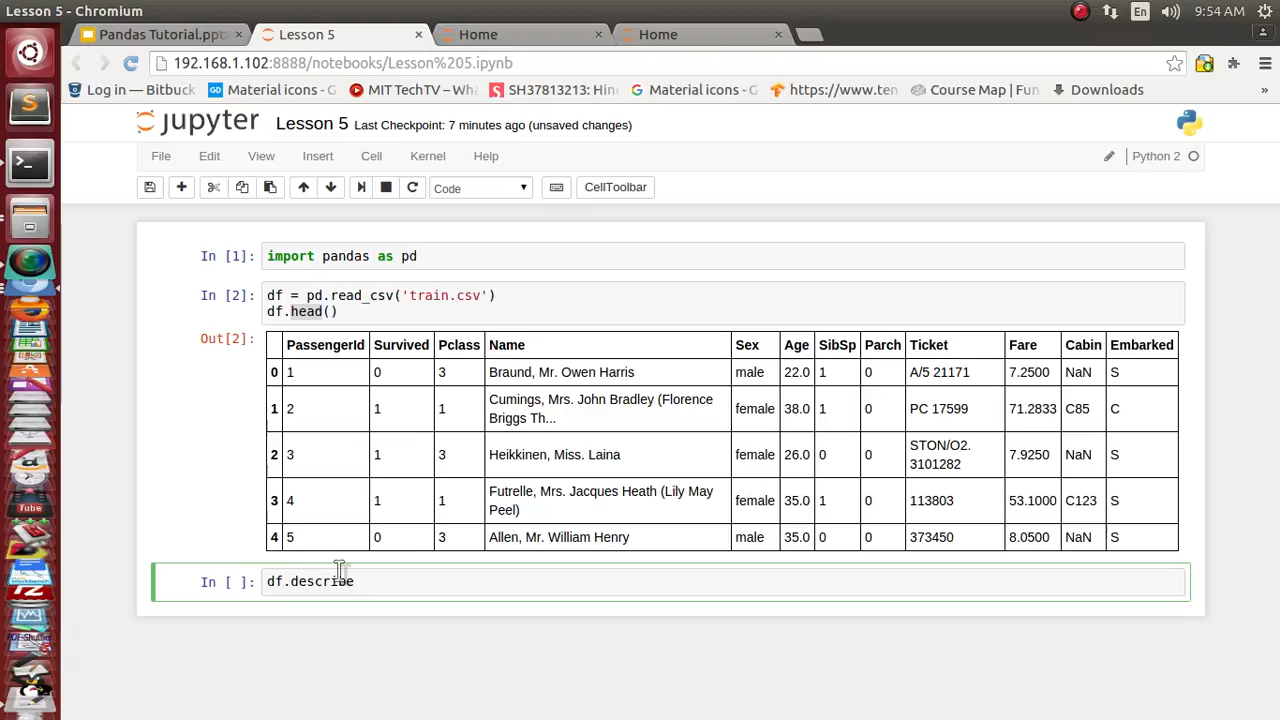 Lesson 5 - Chromium
En
9:54 AM
Pandas Tutorial.ppt
Lesson 5
Home
Home
192.168.1.102:8888/notebooks/Lesson%205.ipynb
Log in — Bitbuck
Material icons - G
MIT TechTV – Wha
SH37813213: Hin
Material icons - G
https://www.ten
Course Map | Fun
Downloads
»
jupyter
Lesson 5 Last Checkpoint: 7 minutes ago (unsaved changes)
File Edit View Insert Cell Kernel Help
Python 2
Code
CellToolbar
In [1]: import pandas as pd
In [2]: df = pd.read_csv('train.csv')
df.head()
Out[2]:
PassengerId Survived Pclass Name Sex Age SibSp Parch Ticket Fare Cabin Embarked
0 1 0 3 Braund, Mr. Owen Harris male 22.0 1 0 A/5 21171 7.2500 NaN S
1 2 1 1 Cumings, Mrs. John Bradley (Florence Briggs Th... female 38.0 1 0 PC 17599 71.2833 C85 C
2 3 1 3 Heikkinen, Miss. Laina female 26.0 0 0 STON/O2. 3101282 7.9250 NaN S
3 4 1 1 Futrelle, Mrs. Jacques Heath (Lily May Peel) female 35.0 1 0 113803 53.1000 C123 S
4 5 0 3 Allen, Mr. William Henry male 35.0 0 0 373450 8.0500 NaN S
In [ ]: df.describe